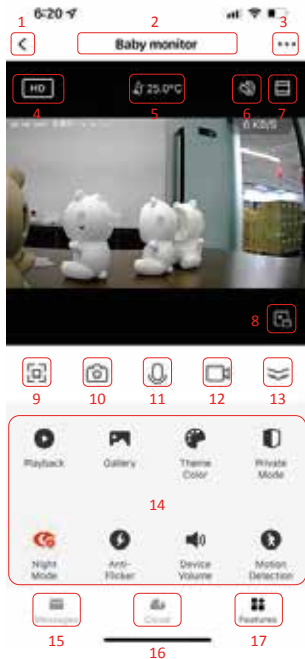 6:20
1 2 3
Baby monitor
HD 25.0°C
4 5 6 7
0 KB/S
8
9 10 11 12 13
Playback Gallery Theme Color Private Mode
14
Night Mode Anti-Flicker Device Volume Motion Detection
Messages Cloud Features
15 16 17